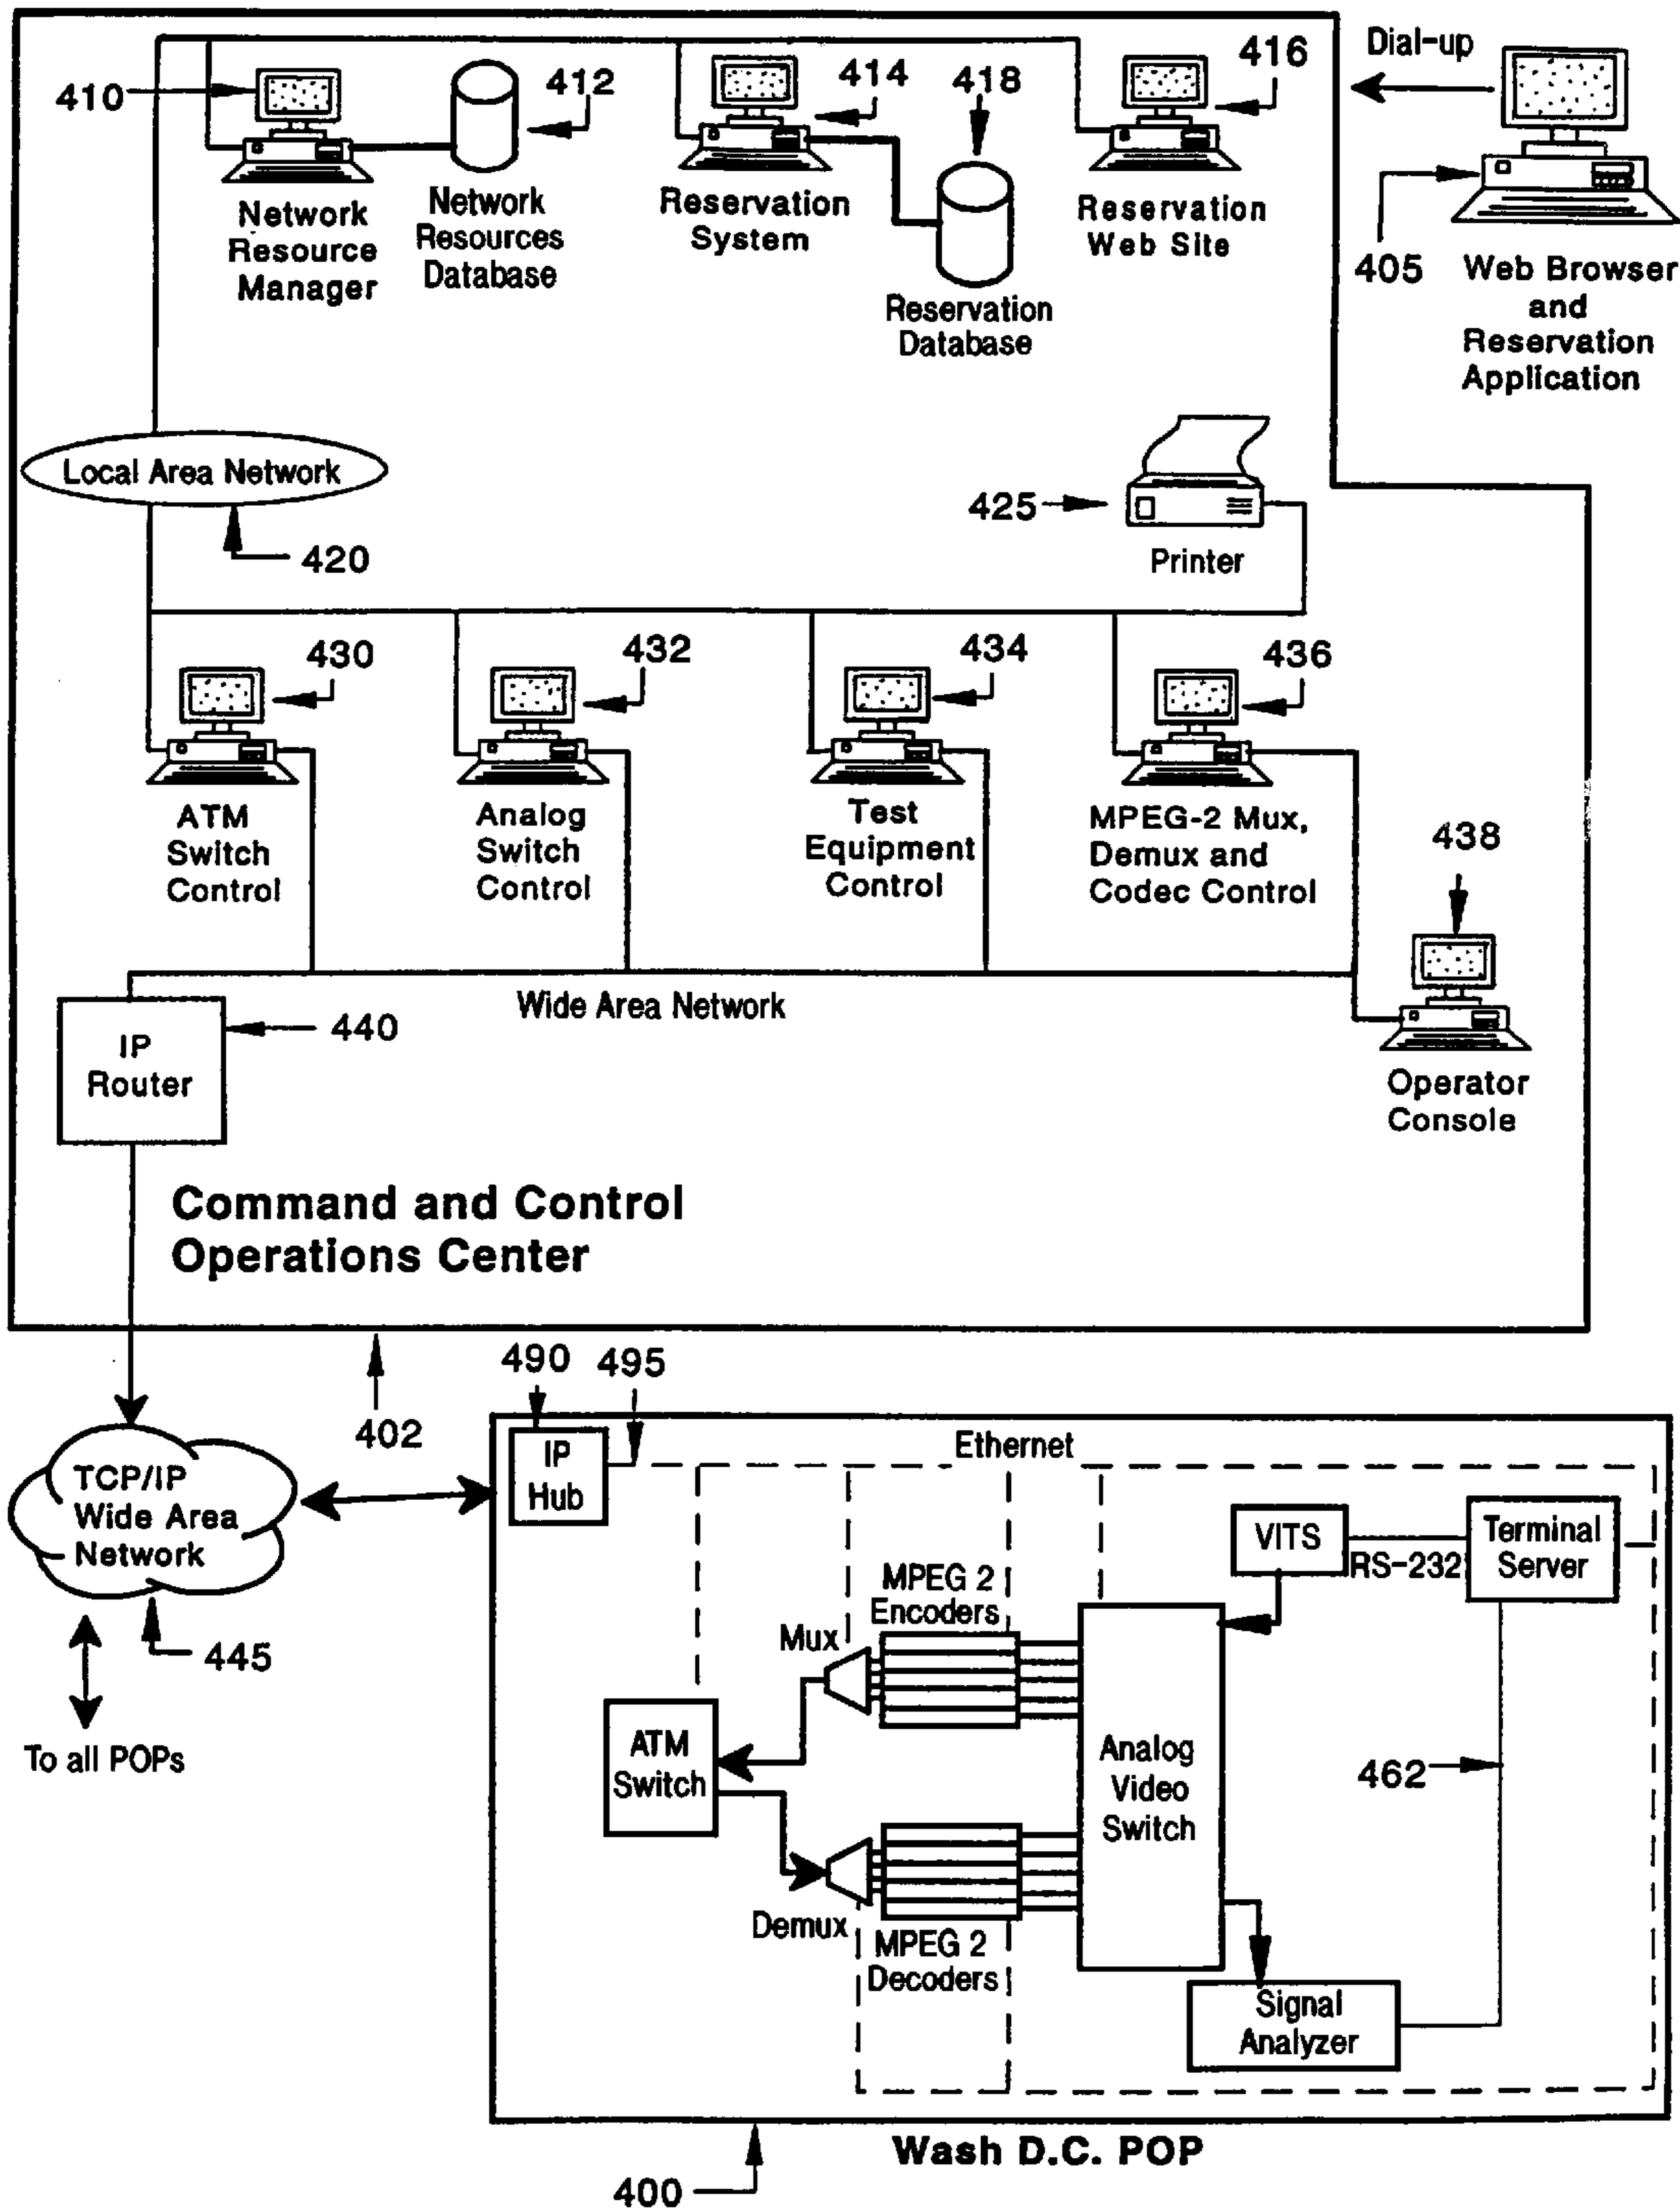 Dial-up
410
412
414
418
416
405
Network
Resource
Manager
Network
Resources
Database
Reservation
System
Reservation
Database
Reservation
Web Site
Web Browser
and
Reservation
Application
Local Area Network
420
425
Printer
430
432
434
436
438
ATM
Switch
Control
Analog
Switch
Control
Test
Equipment
Control
MPEG-2 Mux,
Demux and
Codec Control
Operator
Console
Wide Area Network
IP
Router
440
Command and Control
Operations Center
402
490
495
TCP/IP
Wide Area
Network
445
To all POPs
IP
Hub
Ethernet
VITS
RS-232
Terminal
Server
MPEG 2
Encoders
Mux
ATM
Switch
Analog
Video
Switch
462
Demux
MPEG 2
Decoders
Signal
Analyzer
Wash D.C. POP
400